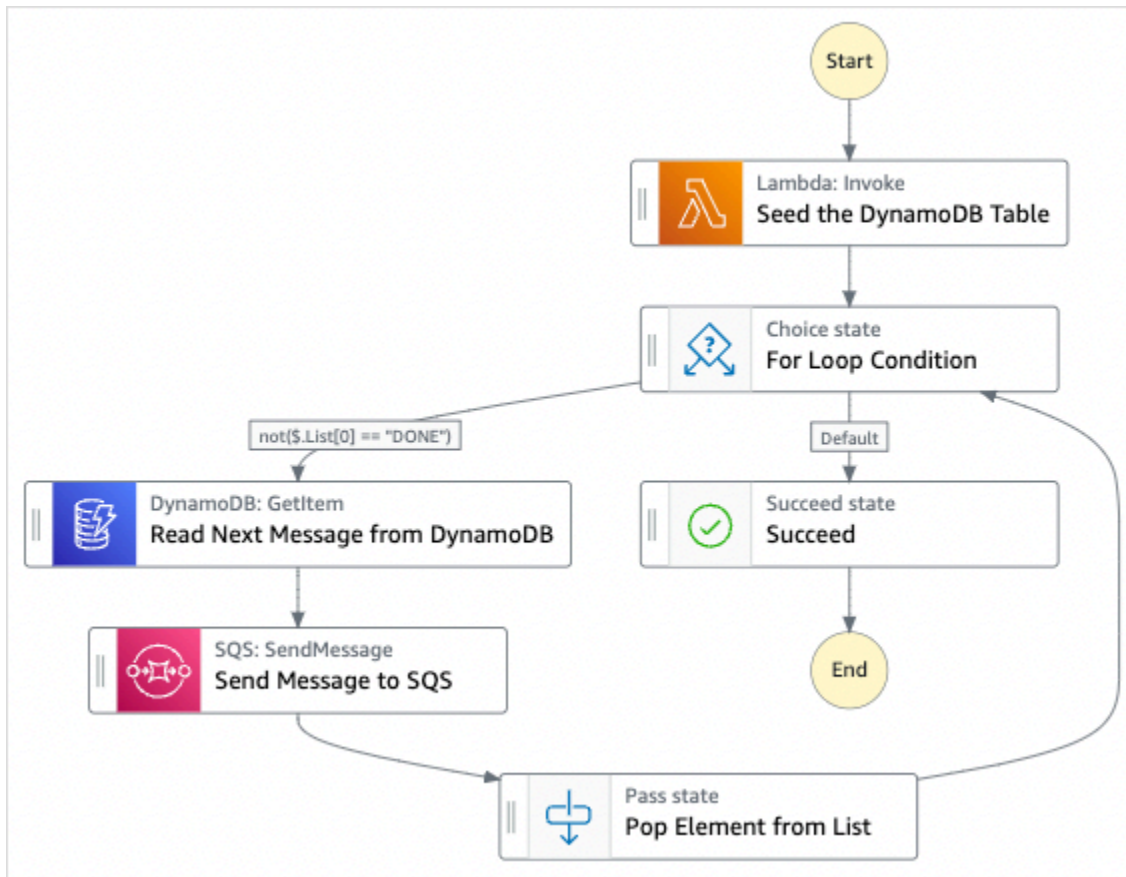 Start
Lambda: Invoke
Seed the DynamoDB Table
Choice state
For Loop Condition
not($.List[0] == "DONE")
Default
DynamoDB: GetItem
Read Next Message from DynamoDB
Succeed state
Succeed
SQS: SendMessage
Send Message to SQS
End
Pass state
Pop Element from List